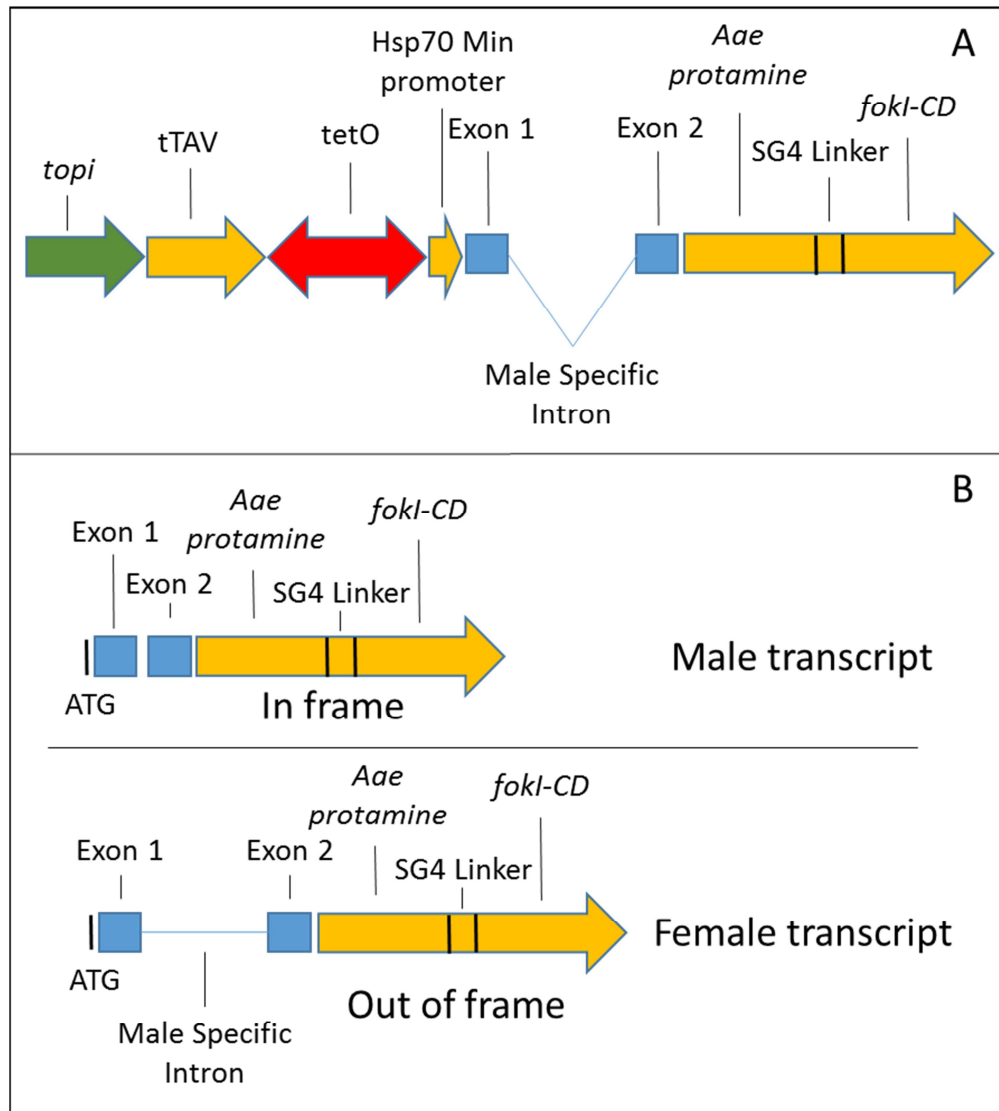 A
Hsp70 Min
promoter
Aae
protamine
topi
tTAV
tetO
Exon 1
Exon 2
SG4 Linker
fokI-CD
Male Specific
Intron
B
Exon 1
Exon 2
Aae
protamine
SG4 Linker
fokI-CD
ATG
In frame
Male transcript
Exon 1
Exon 2
Aae
protamine
SG4 Linker
fokI-CD
ATG
Male Specific
Intron
Out of frame
Female transcript